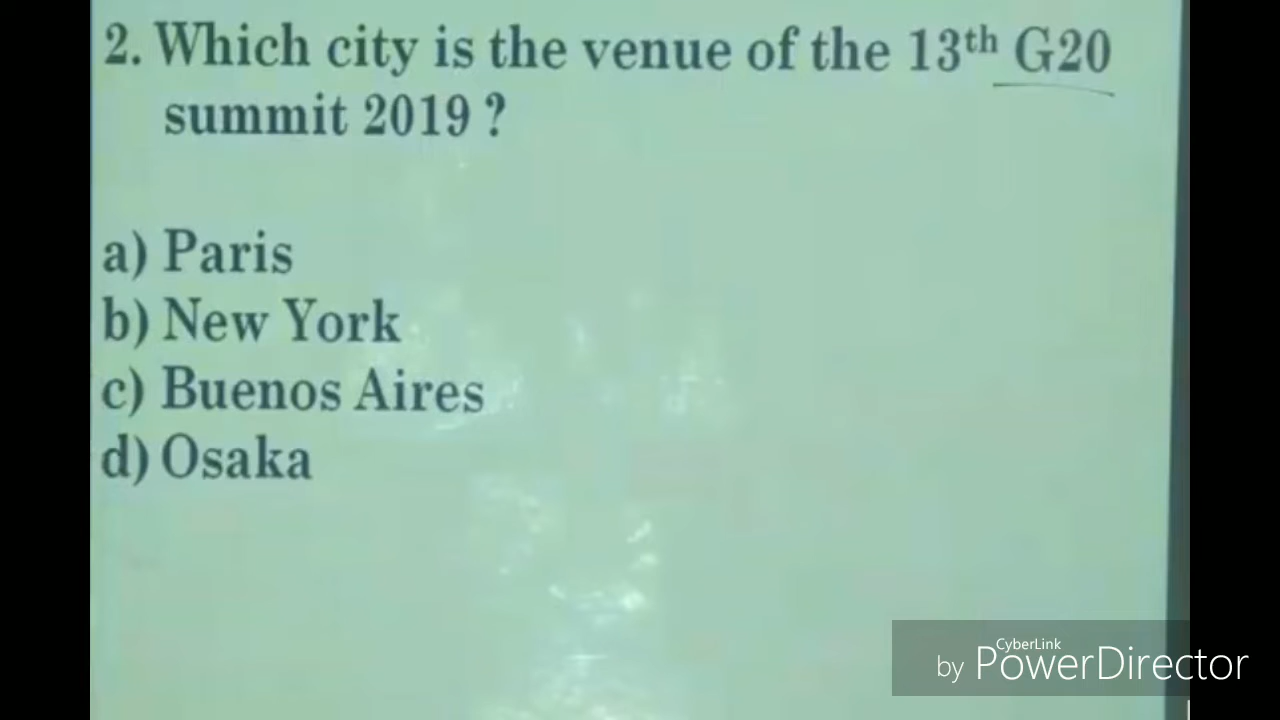 2. Which city is the venue of the 13th G20
summit 2019 ?
a) Paris
b) New York
c) Buenos Aires
d) Osaka
CyberLink
by PowerDirector